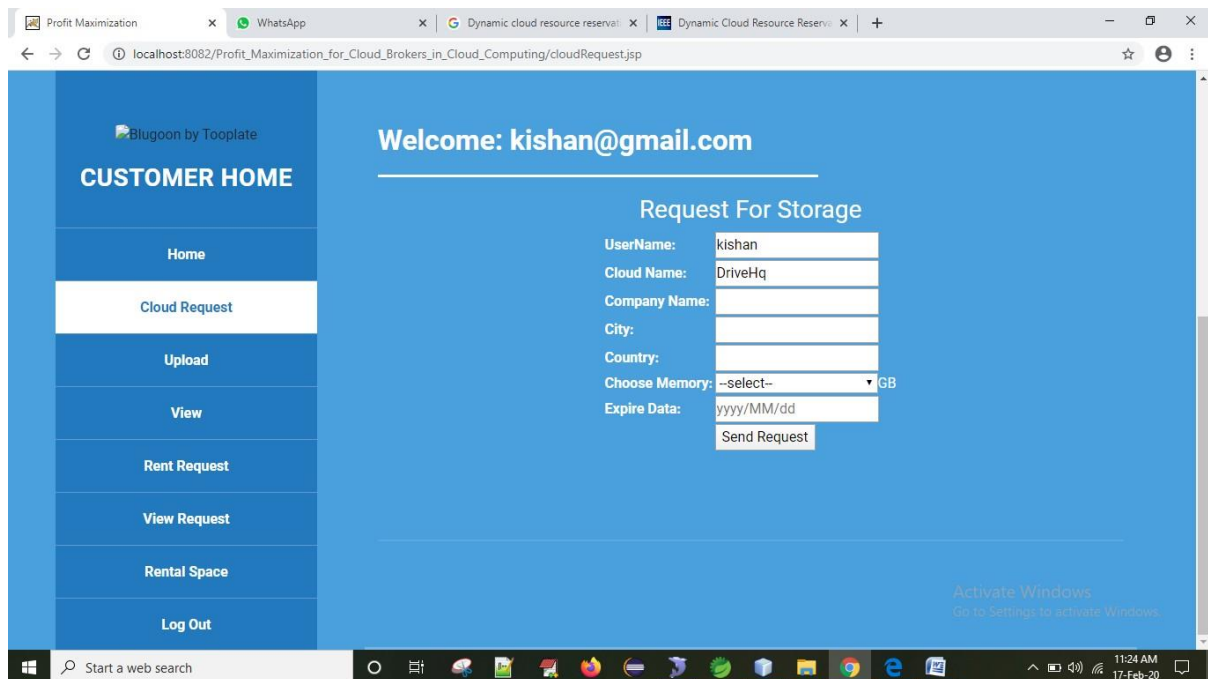 Profit Maximization
WhatsApp
Dynamic cloud resource reservati
Dynamic Cloud Resource Reserva
localhost:8082/Profit_Maximization_for_Cloud_Brokers_in_Cloud_Computing/cloudRequest.jsp
Blugoon by Tooplate
CUSTOMER HOME
Home
Cloud Request
Upload
View
Rent Request
View Request
Rental Space
Log Out
Welcome: kishan@gmail.com
Request For Storage
UserName: kishan
Cloud Name: DriveHq
Company Name:
City:
Country:
Choose Memory: --select-- GB
Expire Data: yyyy/MM/dd
Send Request
Activate Windows
Go to Settings to activate Windows.
Start a web search
11:24 AM
17-Feb-20